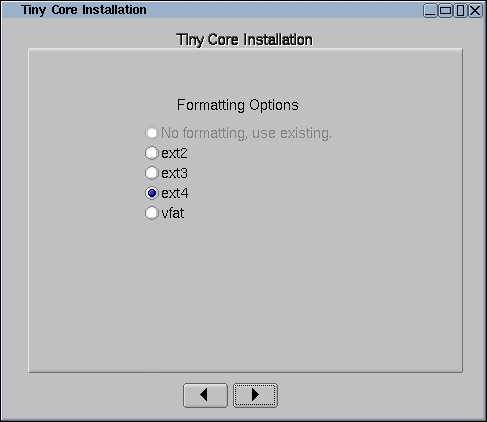 Tiny Core Installation
Tiny Core Installation
Formatting Options
No formatting, use existing.
ext2
ext3
ext4
vfat